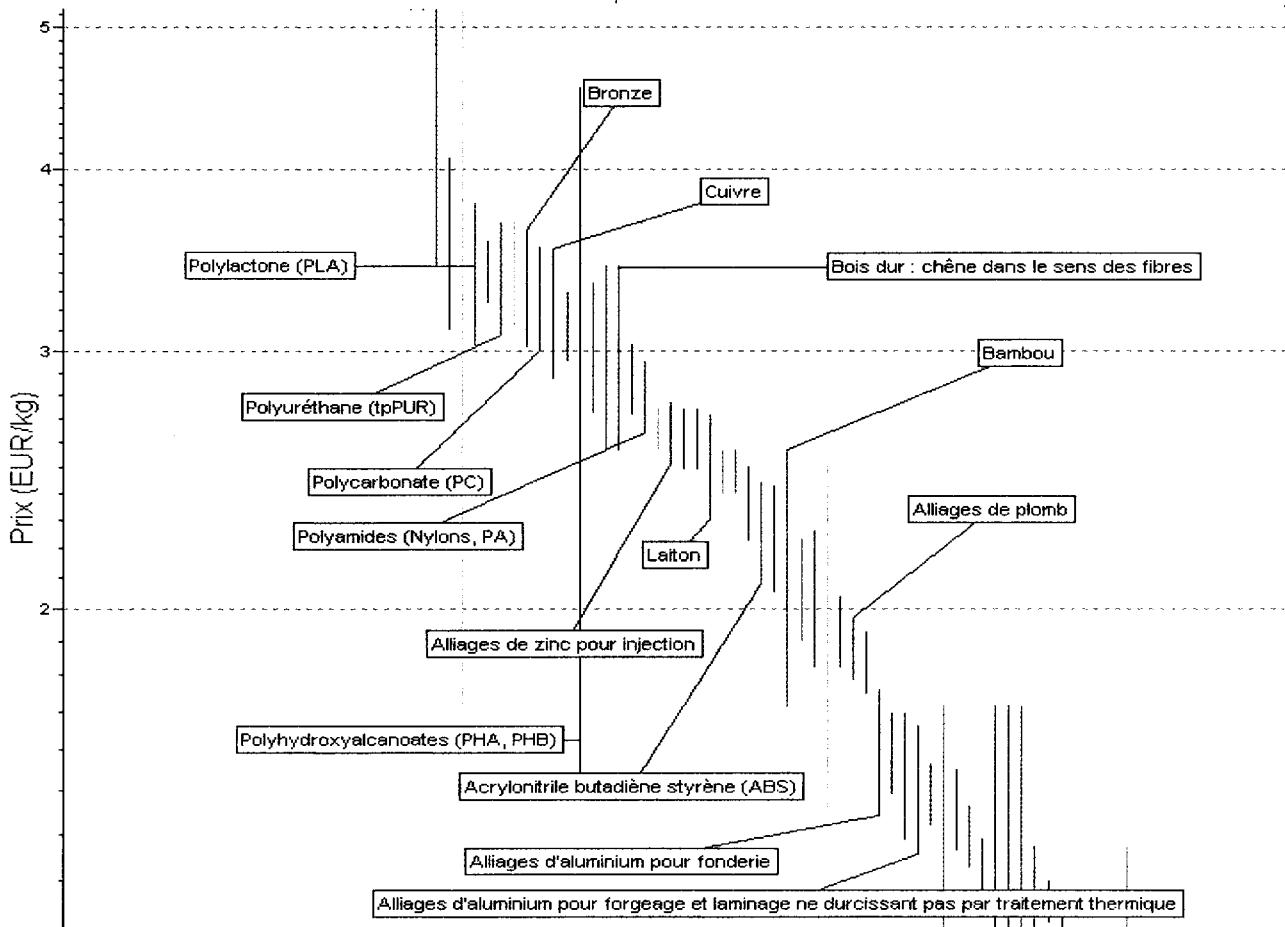 5
Bronze
4
Cuivre
Polylactone (PLA)
Bois dur : chêne dans le sens des fibres
3
Bambou
Prix (EUR/kg)
Polyuréthane (tpPUR)
Polycarbonate (PC)
Alliages de plomb
Polyamides (Nylons, PA)
Laiton
2
Alliages de zinc pour injection
Polyhydroxyalcanoates (PHA, PHB)
Acrylonitrile butadiène styrène (ABS)
Alliages d'aluminium pour fonderie
Alliages d'aluminium pour forgeage et laminage ne durcissant pas par traitement thermique